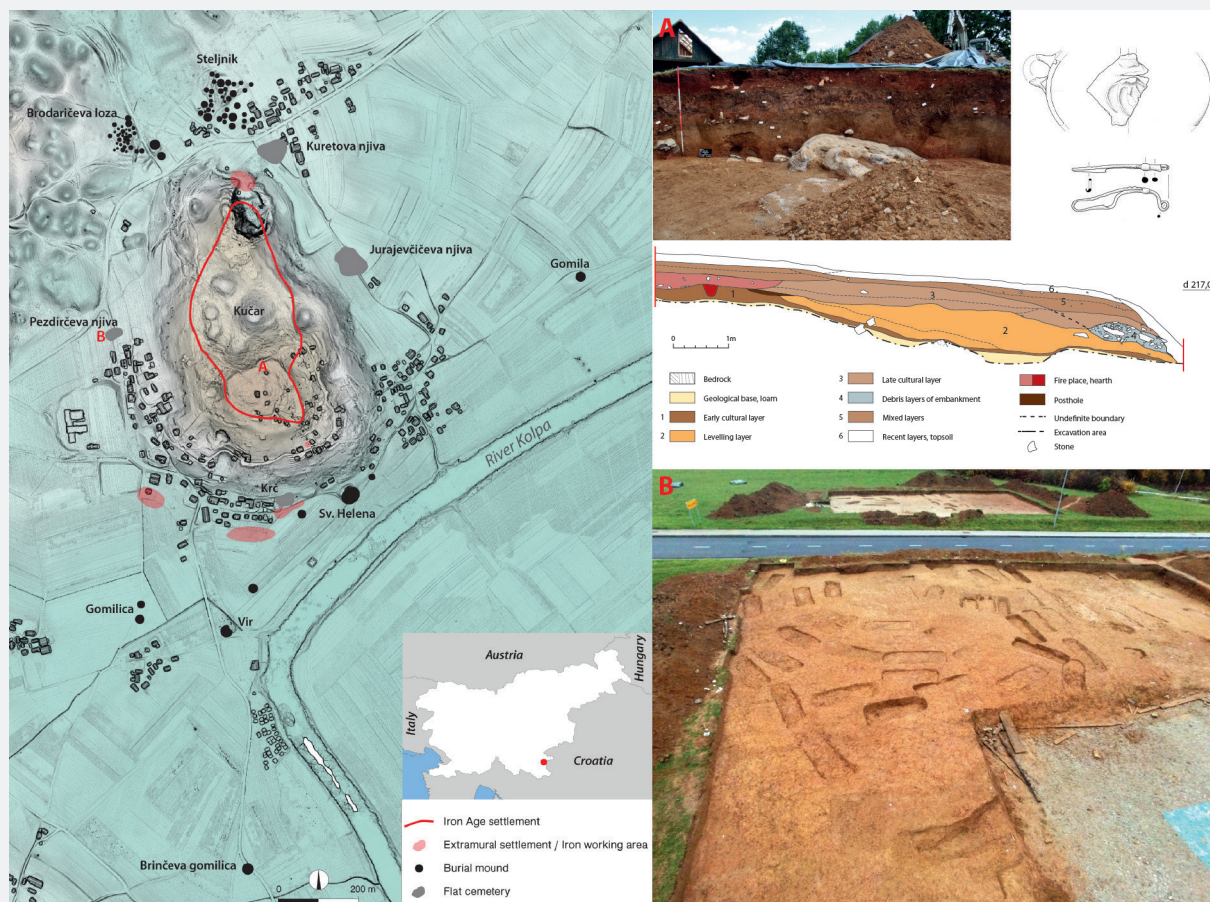 Steljnik
Brodaričeva loza
Kuretova njiva
Jurajevčičeva njiva
Gomila
Kučar
Pezdirčeva njiva
B
A
River Kolpa
Krč
Sv. Helena
Gomilica
Vir
Brinčeva gomilica
0 200 m
Austria
Hungary
Italy
Croatia
Iron Age settlement
Extramural settlement / Iron working area
Burial mound
Flat cemetery
A
6
1
3
5
2
d 217,0
0 1m
Bedrock
Geological base, loam
1 Early cultural layer
2 Levelling layer
3 Late cultural layer
4 Debris layers of embankment
5 Mixed layers
6 Recent layers, topsoil
Fire place, hearth
Posthole
Undefinite boundary
Excavation area
Stone
B